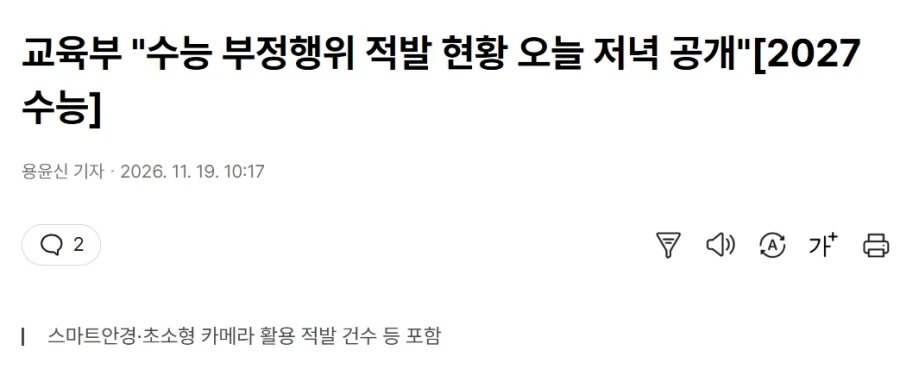 교육부 "수능 부정행위 적발 현황 오늘 저녁 공개"[2027
수능]
용윤신 기자 · 2026. 11. 19. 10:17
2
가+
스마트안경·초소형 카메라 활용 적발 건수 등 포함